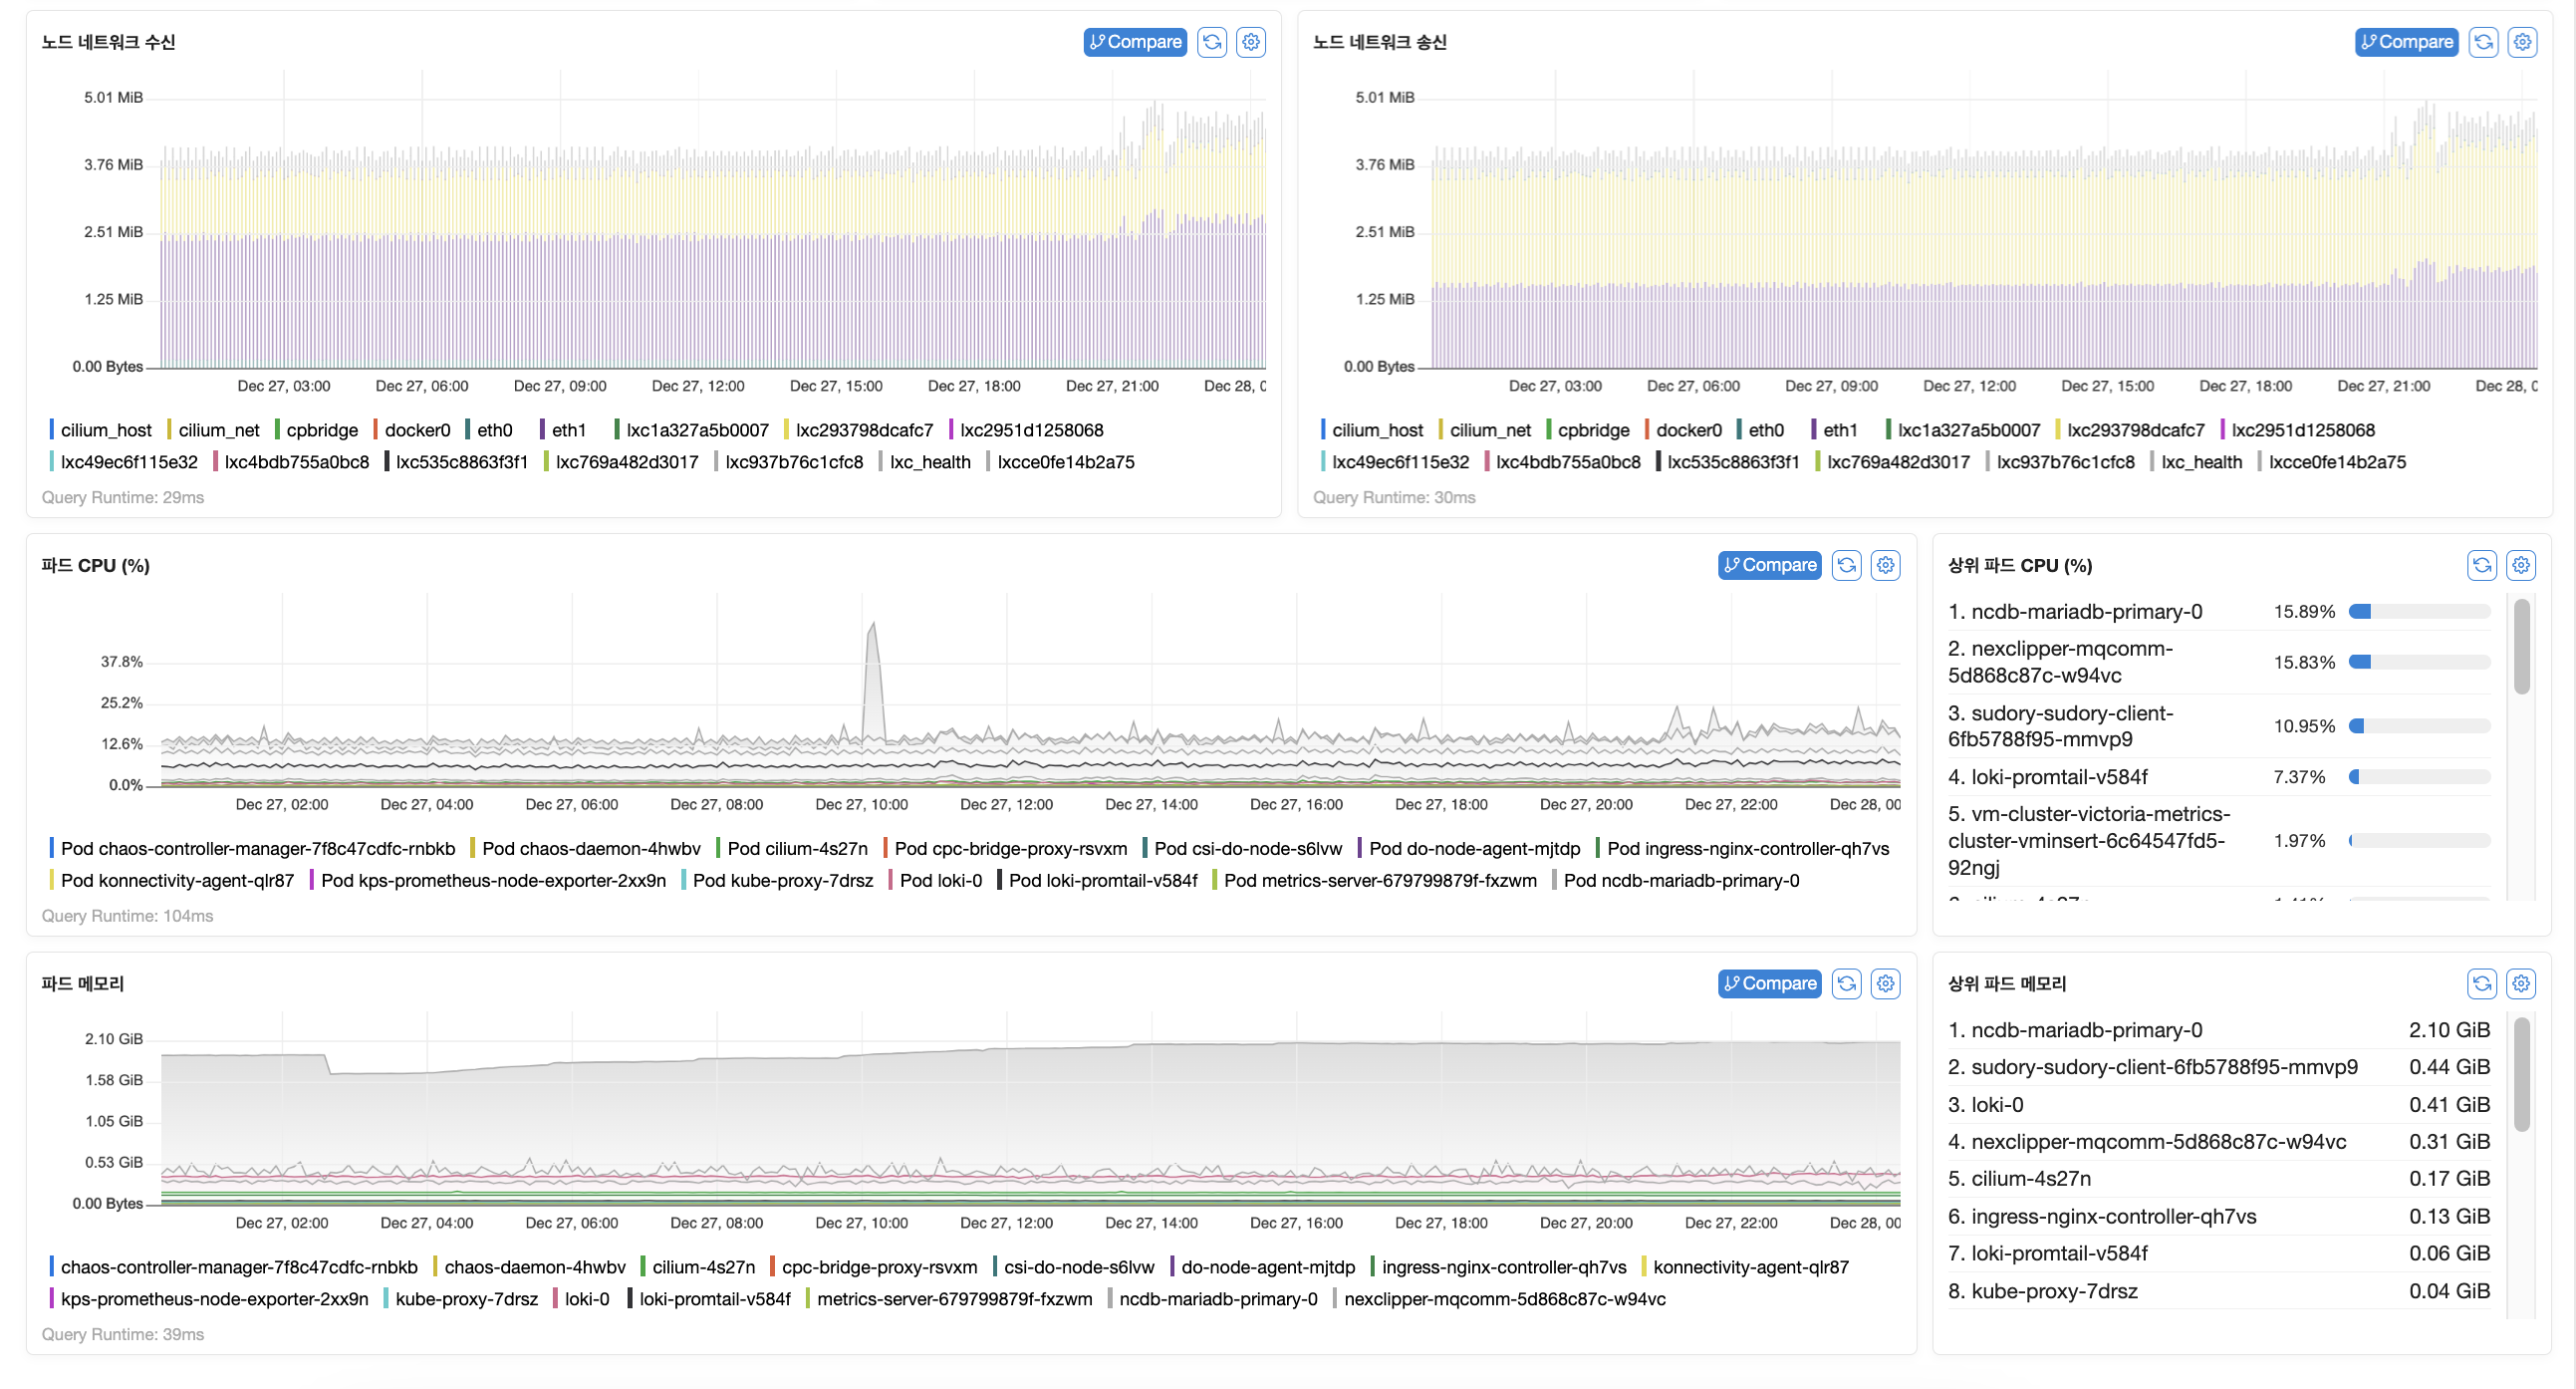 노드 네트워크 수신
Compare
5.01 MiB
3.76 MiB
2.51 MiB
1.25 MiB
0.00 Bytes
Dec 27, 03:00 Dec 27, 06:00 Dec 27, 09:00 Dec 27, 12:00 Dec 27, 15:00 Dec 27, 18:00 Dec 27, 21:00 Dec 28, 0
cilium_host cilium_net cpbridge docker0 eth0 eth1 lxc1a327a5b0007 lxc293798dcafc7 lxc2951d1258068
lxc49ec6f115e32 lxc4bdb755a0bc8 lxc535c8863f3f1 lxc769a482d3017 lxc937b76c1cfc8 lxc_health lxcce0fe14b2a75
Query Runtime: 29ms
노드 네트워크 송신
Compare
5.01 MiB
3.76 MiB
2.51 MiB
1.25 MiB
0.00 Bytes
Dec 27, 03:00 Dec 27, 06:00 Dec 27, 09:00 Dec 27, 12:00 Dec 27, 15:00 Dec 27, 18:00 Dec 27, 21:00 Dec 28, 0
cilium_host cilium_net cpbridge docker0 eth0 eth1 lxc1a327a5b0007 lxc293798dcafc7 lxc2951d1258068
lxc49ec6f115e32 lxc4bdb755a0bc8 lxc535c8863f3f1 lxc769a482d3017 lxc937b76c1cfc8 lxc_health lxcce0fe14b2a75
Query Runtime: 30ms
파드 CPU (%)
Compare
37.8%
25.2%
12.6%
0.0%
Dec 27, 02:00 Dec 27, 04:00 Dec 27, 06:00 Dec 27, 08:00 Dec 27, 10:00 Dec 27, 12:00 Dec 27, 14:00 Dec 27, 16:00 Dec 27, 18:00 Dec 27, 20:00 Dec 27, 22:00 Dec 28, 00
Pod chaos-controller-manager-7f8c47cdfc-rnbkb Pod chaos-daemon-4hwbv Pod cilium-4s27n Pod cpc-bridge-proxy-rsvxm Pod csi-do-node-s6lvw Pod do-node-agent-mjtdp Pod ingress-nginx-controller-qh7vs
Pod konnectivity-agent-qlr87 Pod kps-prometheus-node-exporter-2xx9n Pod kube-proxy-7drsz Pod loki-0 Pod loki-promtail-v584f Pod metrics-server-679799879f-fxzwm Pod ncdb-mariadb-primary-0
Query Runtime: 104ms
상위 파드 CPU (%)
1. ncdb-mariadb-primary-0 15.89%
2. nexclipper-mqcomm-
5d868c87c-w94vc 15.83%
3. sudory-sudory-client-
6fb5788f95-mmvp9 10.95%
4. loki-promtail-v584f 7.37%
5. vm-cluster-victoria-metrics-
cluster-vminsert-6c64547fd5- 1.97%
92ngj
파드 메모리
Compare
2.10 GiB
1.58 GiB
1.05 GiB
0.53 GiB
0.00 Bytes
Dec 27, 02:00 Dec 27, 04:00 Dec 27, 06:00 Dec 27, 08:00 Dec 27, 10:00 Dec 27, 12:00 Dec 27, 14:00 Dec 27, 16:00 Dec 27, 18:00 Dec 27, 20:00 Dec 27, 22:00 Dec 28, 00
chaos-controller-manager-7f8c47cdfc-rnbkb chaos-daemon-4hwbv cilium-4s27n cpc-bridge-proxy-rsvxm csi-do-node-s6lvw do-node-agent-mjtdp ingress-nginx-controller-qh7vs konnectivity-agent-qlr87
kps-prometheus-node-exporter-2xx9n kube-proxy-7drsz loki-0 loki-promtail-v584f metrics-server-679799879f-fxzwm ncdb-mariadb-primary-0 nexclipper-mqcomm-5d868c87c-w94vc
Query Runtime: 39ms
상위 파드 메모리
1. ncdb-mariadb-primary-0 2.10 GiB
2. sudory-sudory-client-6fb5788f95-mmvp9 0.44 GiB
3. loki-0 0.41 GiB
4. nexclipper-mqcomm-5d868c87c-w94vc 0.31 GiB
5. cilium-4s27n 0.17 GiB
6. ingress-nginx-controller-qh7vs 0.13 GiB
7. loki-promtail-v584f 0.06 GiB
8. kube-proxy-7drsz 0.04 GiB